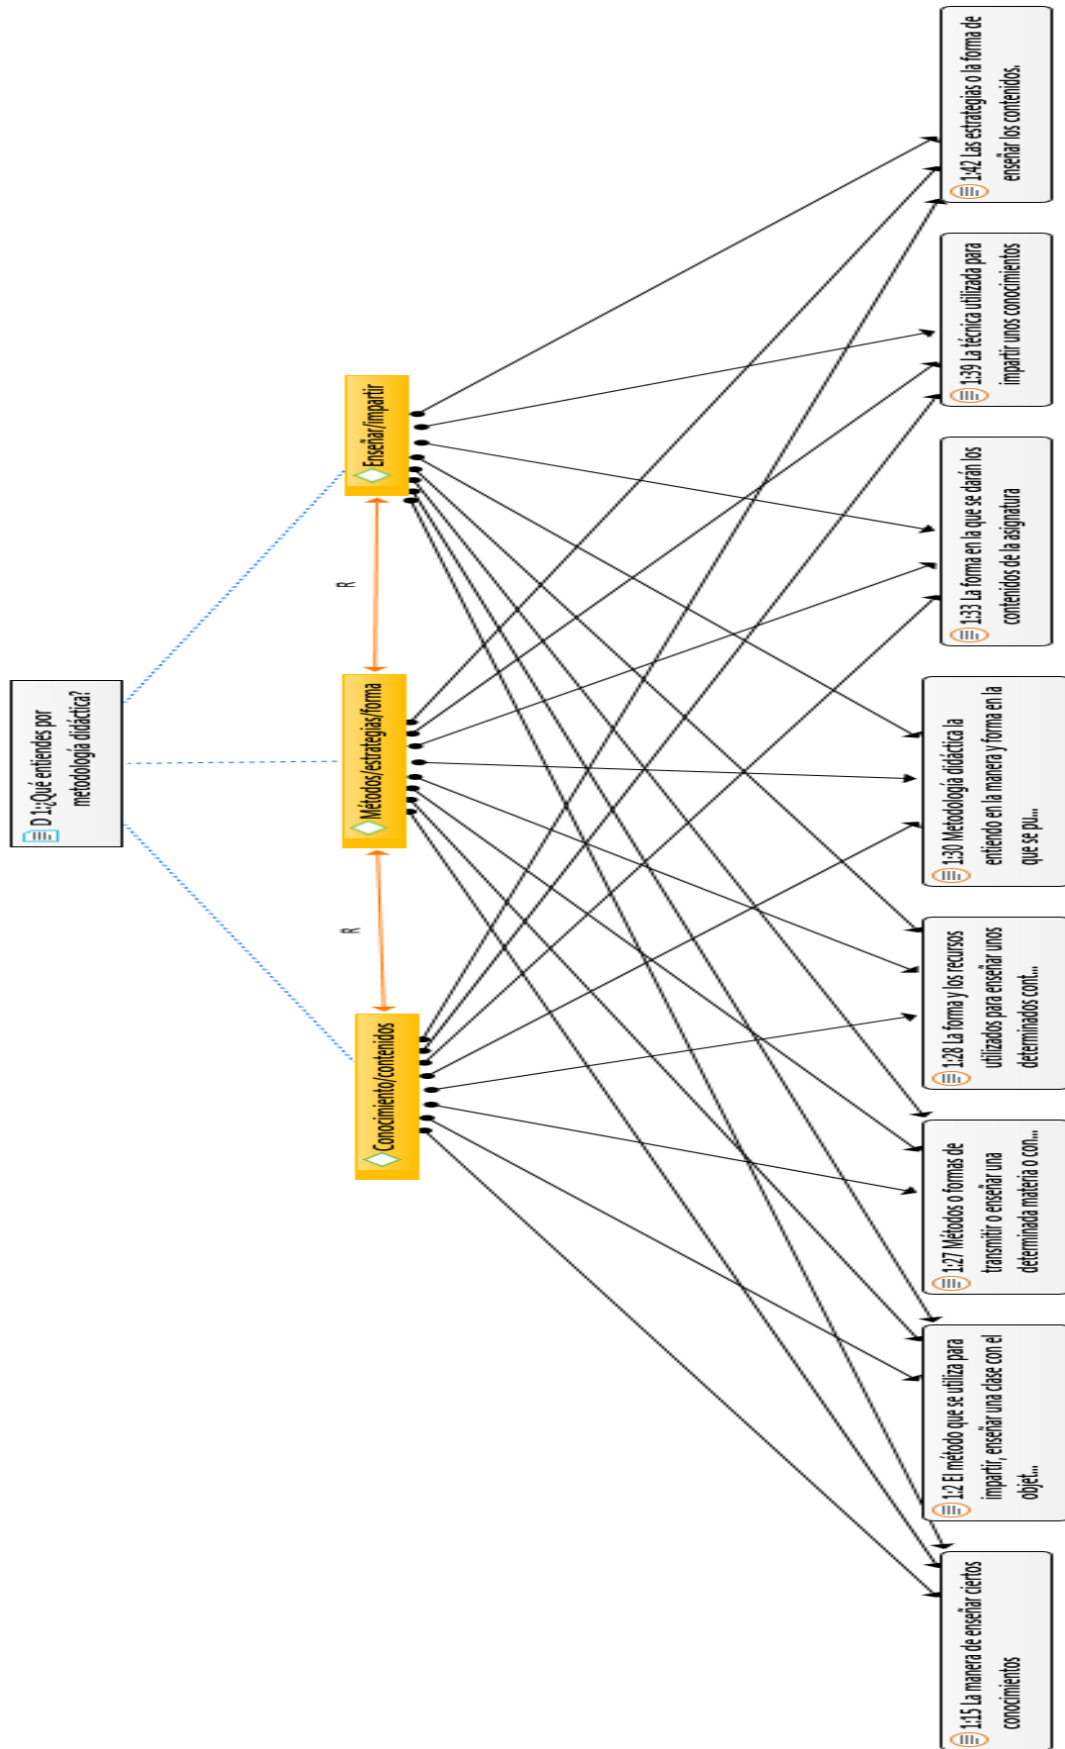 D 1:¿Qué entiendes por
metodología didáctica?
Conocimiento/contenidos
R
Métodos/estrategias/forma
R
Enseñar/impartir
1:15 La manera de enseñar ciertos
conocimientos
1:2 El método que se utiliza para
impartir, enseñar una clase con el
objet...
1:27 Métodos o formas de
transmitir o enseñar una
determinada materia o con...
1:28 La forma y los recursos
utilizados para enseñar unos
determinados cont...
1:30 Metodología didáctica la
entiendo en la manera y forma en la
que se pu...
1:33 La forma en la que se darán los
contenidos de la asignatura
1:39 La técnica utilizada para
impartir unos conocimientos
1:42 Las estrategias o la forma de
enseñar los contenidos.